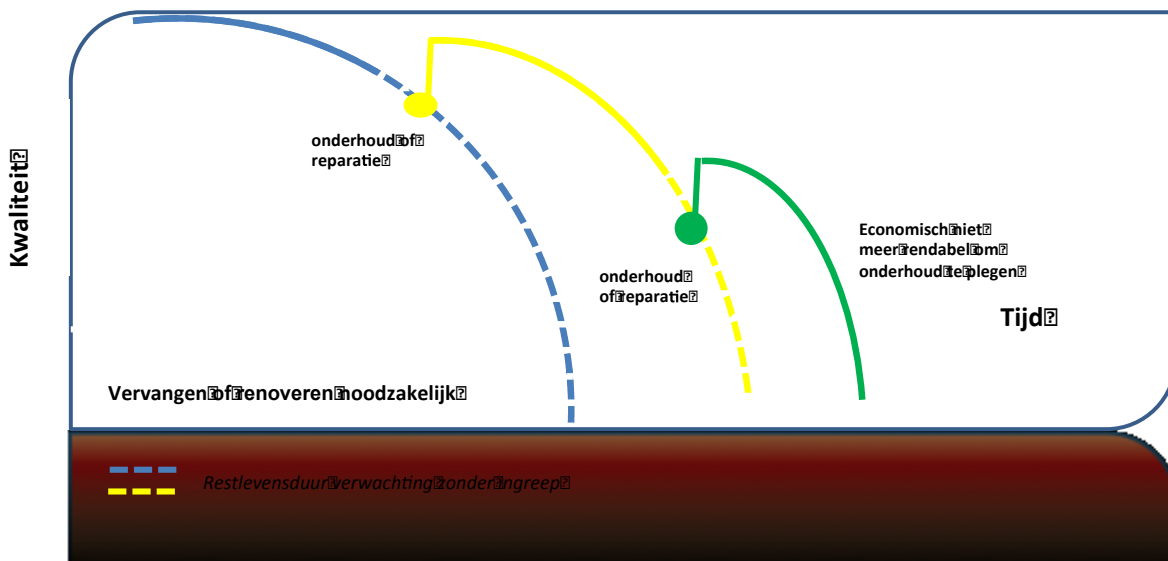 Kwaliteit
onderhoud of
reparatie
onderhoud
of reparatie
Economisch niet
meer rendabel om
onderhoud te plegen
Tijd
Vervangen of renoveren noodzakelijk
Restlevensduur verwachting zonder ingreep